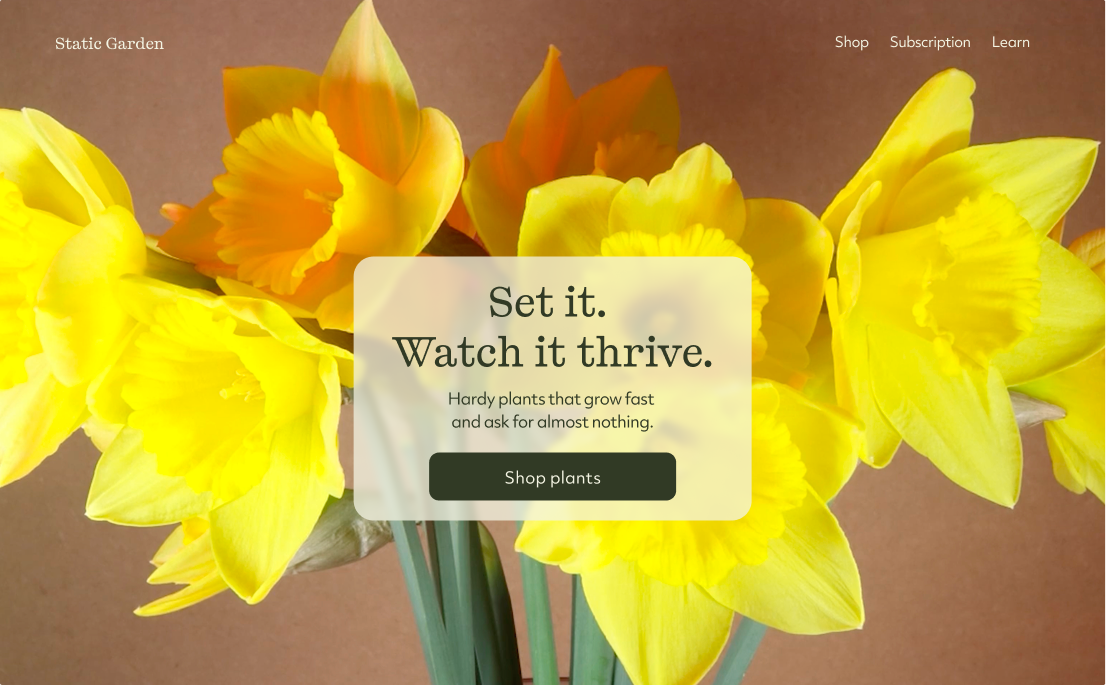 Static Garden
Shop Subscription Learn
Set it.
Watch it thrive.
Hardy plants that grow fast
and ask for almost nothing.
Shop plants